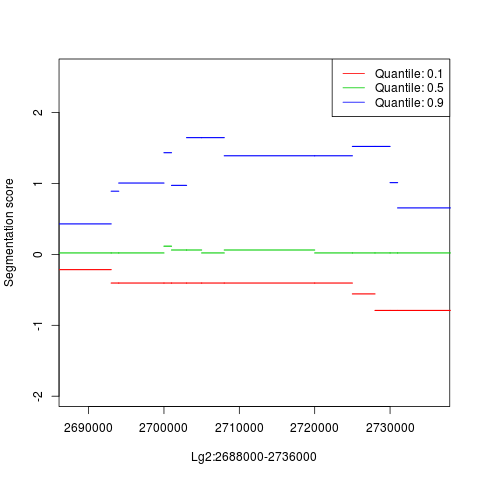 Quantile: 0.1
Quantile: 0.5
Quantile: 0.9
Segmentation score
2
1
0
-1
-2
2690000 2700000 2710000 2720000 2730000
Lg2:2688000-2736000